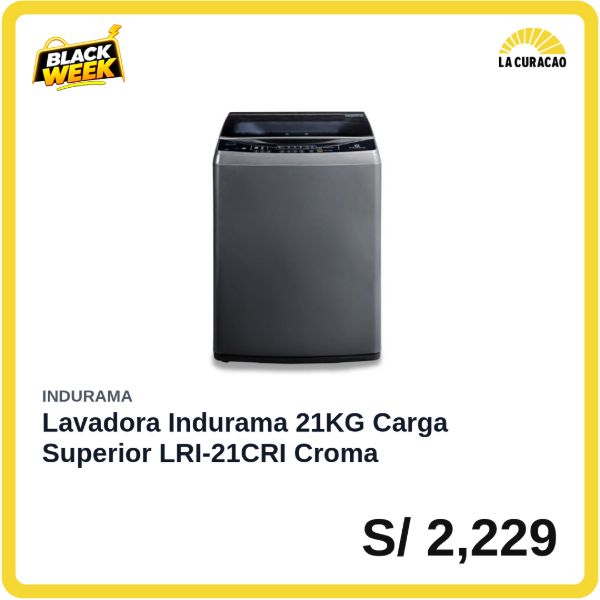 BLACK
WEEK
LA CURACAO
INDURAMA
Lavadora Indurama 21KG Carga
Superior LRI-21CRI Croma
S/ 2,229